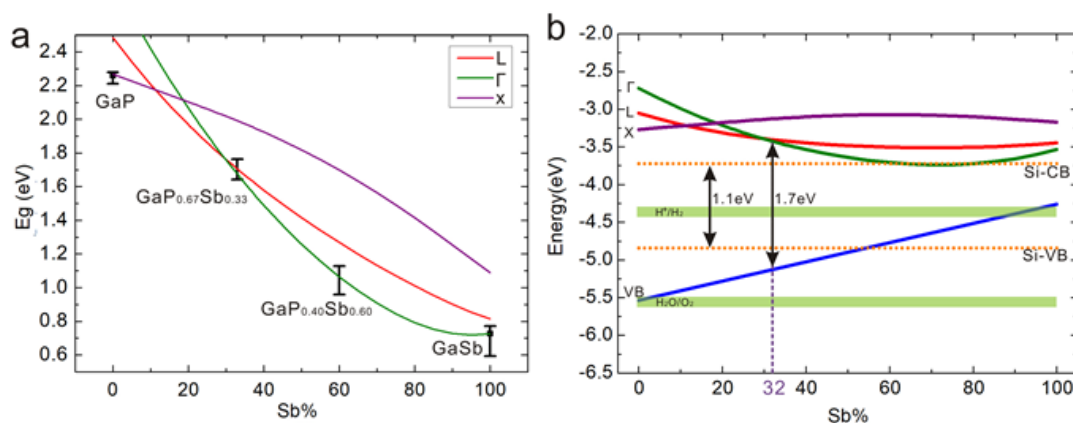 a
Eg (eV)
2.4
2.2
2.0
1.8
1.6
1.4
1.2
1.0
0.8
0.6
L
Γ
X
GaP
GaP0.67Sb0.33
GaP0.40Sb0.60
GaSb
0 20 40 60 80 100
Sb%
b
Energy(eV)
-2.0
-2.5
-3.0
-3.5
-4.0
-4.5
-5.0
-5.5
-6.0
-6.5
Γ
L
X
Si-CB
1.1eV
1.7eV
H⁺/H₂
Si-VB
VB
H₂O/O₂
0 20 32 40 60 80 100
Sb%